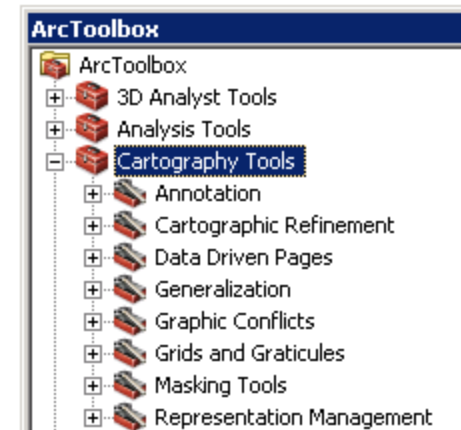 ArcToolbox
ArcToolbox
3D Analyst Tools
Analysis Tools
Cartography Tools
Annotation
Cartographic Refinement
Data Driven Pages
Generalization
Graphic Conflicts
Grids and Graticules
Masking Tools
Representation Management